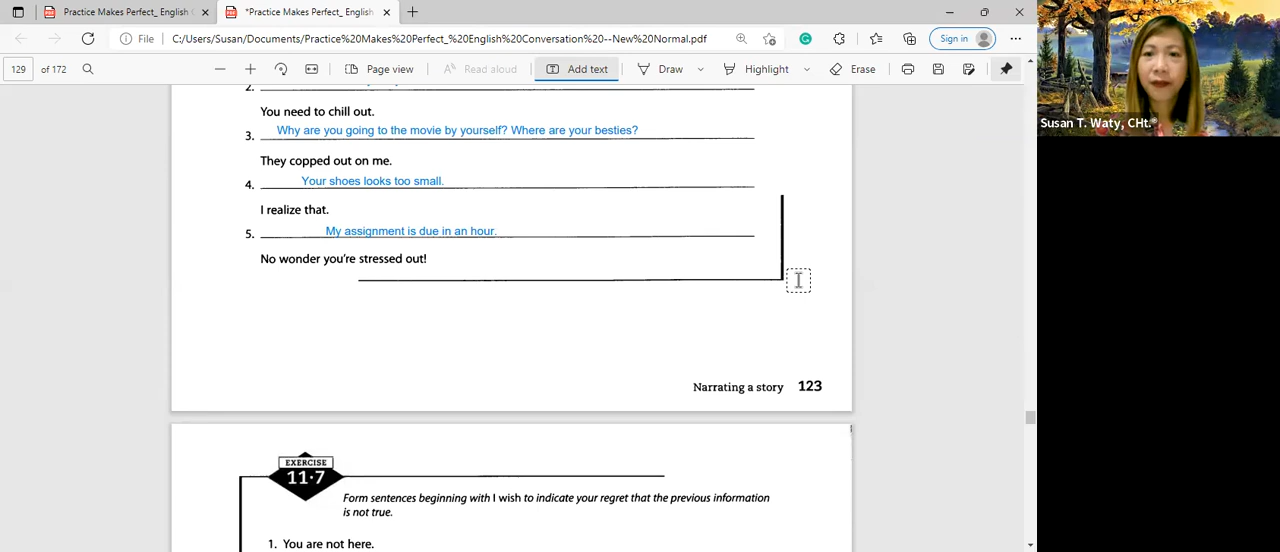 Practice Makes Perfect_ English
*Practice Makes Perfect_ English
File
C:/Users/Susan/Documents/Practice%20Makes%20Perfect_%20English%20Conversation%20--New%20Normal.pdf
Sign in
129 of 172
Page view
Read aloud
Add text
Draw
Highlight
Erase
Susan T. Waty, CHt.®
2.
You need to chill out.
3. Why are you going to the movie by yourself? Where are your besties?
They copped out on me.
4. Your shoes looks too small.
I realize that.
5. My assignment is due in an hour.
No wonder you're stressed out!
Narrating a story 123
EXERCISE
11·7
Form sentences beginning with I wish to indicate your regret that the previous information
is not true.
1. You are not here.